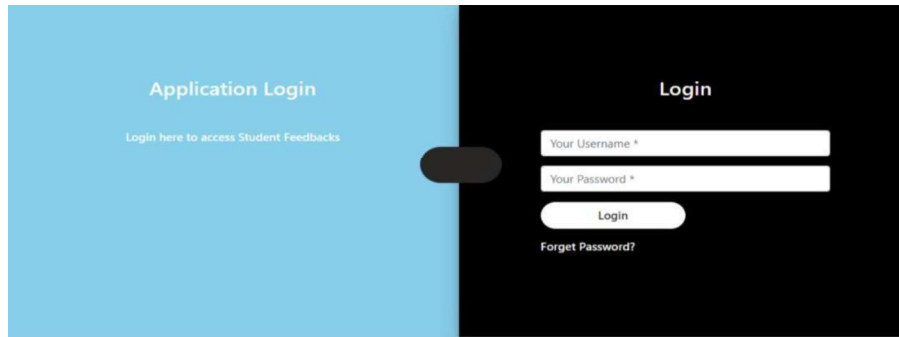 Application Login
Login here to access Student Feedbacks
Login
Your Username *
Your Password *
Login
Forget Password?